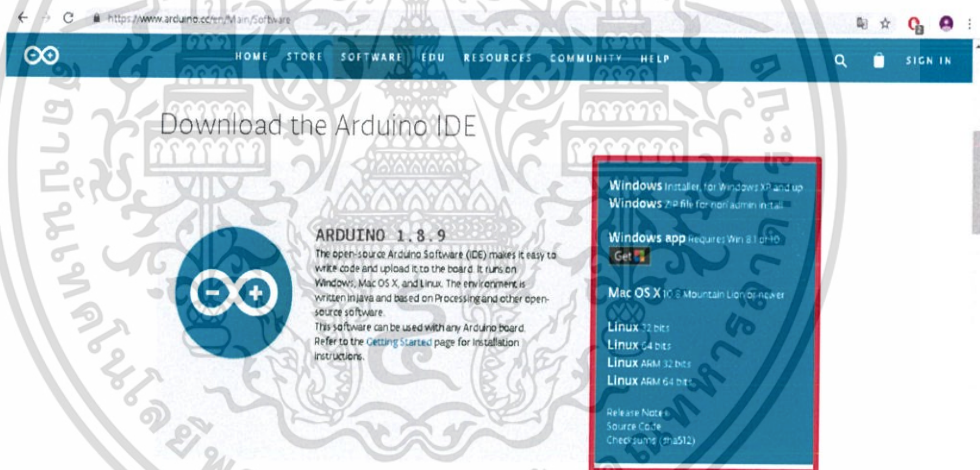 https://www.arduino.cc/en/Main/Software
HOME STORE SOFTWARE EDU RESOURCES COMMUNITY HELP SIGN IN
Download the Arduino IDE
ARDUINO 1.8.9
The open-source Arduino Software (IDE) makes it easy to
write code and upload it to the board. It runs on
Windows, Mac OS X, and Linux. The environment is
written in Java and based on Processing and other open-
source software.
This software can be used with any Arduino board.
Refer to the Getting Started page for Installation
instructions.
Windows Installer, for Windows XP and up
Windows ZIP file for non admin install
Windows app Requires Win 8.1 or 10
Get
Mac OS X 10.8 Mountain Lion or newer
Linux 32 bits
Linux 64 bits
Linux ARM 32 bits
Linux ARM 64 bits
Release Notes
Source Code
Checksums (sha512)